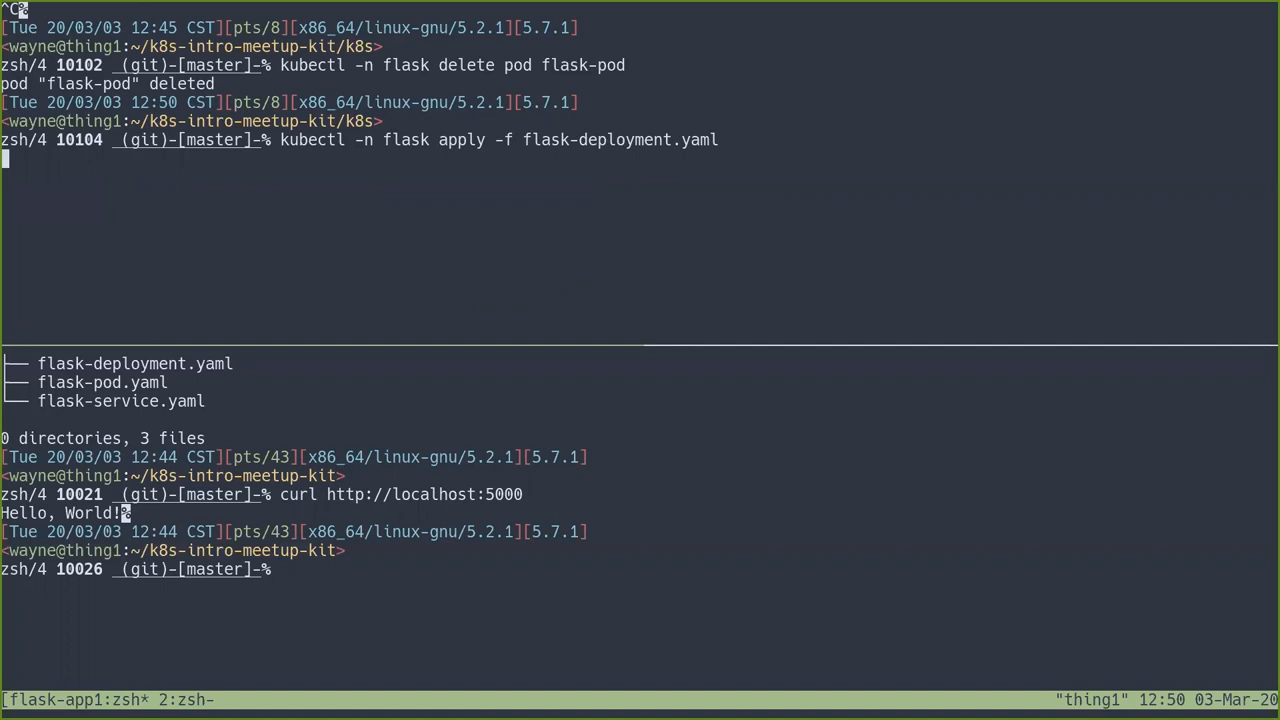 ^C%
[Tue 20/03/03 12:45 CST][pts/8][x86_64/linux-gnu/5.2.1][5.7.1]
<wayne@thing1:~/k8s-intro-meetup-kit/k8s>
zsh/4 10102 _(git)-[master]-% kubectl -n flask delete pod flask-pod
pod "flask-pod" deleted
[Tue 20/03/03 12:50 CST][pts/8][x86_64/linux-gnu/5.2.1][5.7.1]
<wayne@thing1:~/k8s-intro-meetup-kit/k8s>
zsh/4 10104 _(git)-[master]-% kubectl -n flask apply -f flask-deployment.yaml
├── flask-deployment.yaml
├── flask-pod.yaml
└── flask-service.yaml
0 directories, 3 files
[Tue 20/03/03 12:44 CST][pts/43][x86_64/linux-gnu/5.2.1][5.7.1]
<wayne@thing1:~/k8s-intro-meetup-kit>
zsh/4 10021 _(git)-[master]-% curl http://localhost:5000
Hello, World!%
[Tue 20/03/03 12:44 CST][pts/43][x86_64/linux-gnu/5.2.1][5.7.1]
<wayne@thing1:~/k8s-intro-meetup-kit>
zsh/4 10026 _(git)-[master]-%
[flask-app1:zsh* 2:zsh- "thing1" 12:50 03-Mar-20